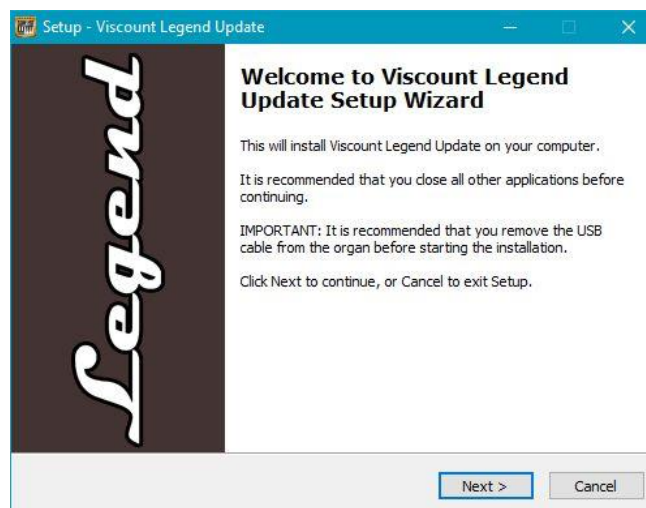 Setup - Viscount Legend Update
Legend
Welcome to Viscount Legend
Update Setup Wizard
This will install Viscount Legend Update on your computer.
It is recommended that you close all other applications before
continuing.
IMPORTANT: It is recommended that you remove the USB
cable from the organ before starting the installation.
Click Next to continue, or Cancel to exit Setup.
Next >
Cancel